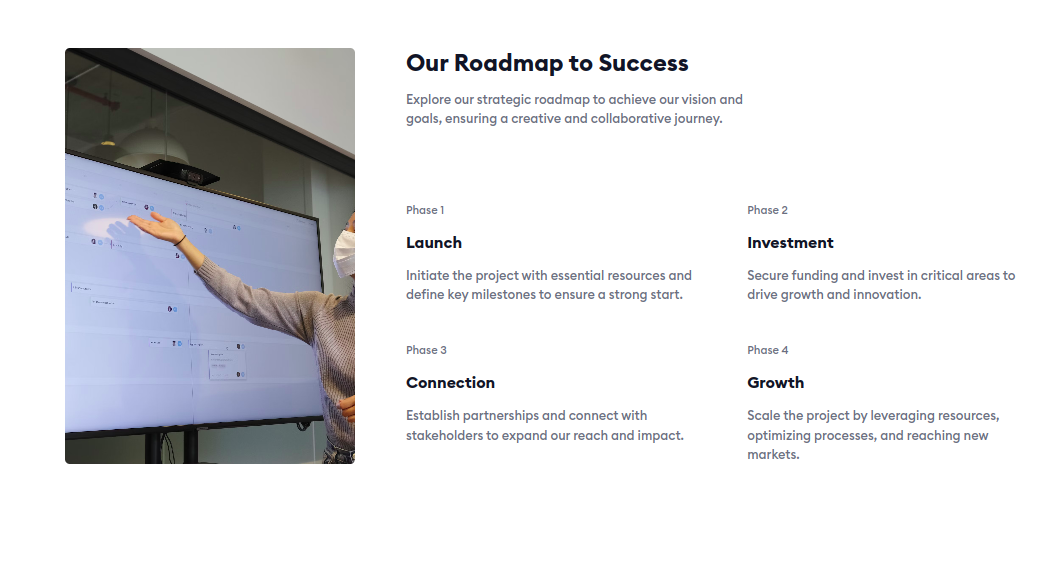 Our Roadmap to Success
Explore our strategic roadmap to achieve our vision and
goals, ensuring a creative and collaborative journey.
Phase 1
Launch
Initiate the project with essential resources and
define key milestones to ensure a strong start.
Phase 2
Investment
Secure funding and invest in critical areas to
drive growth and innovation.
Phase 3
Connection
Establish partnerships and connect with
stakeholders to expand our reach and impact.
Phase 4
Growth
Scale the project by leveraging resources,
optimizing processes, and reaching new
markets.